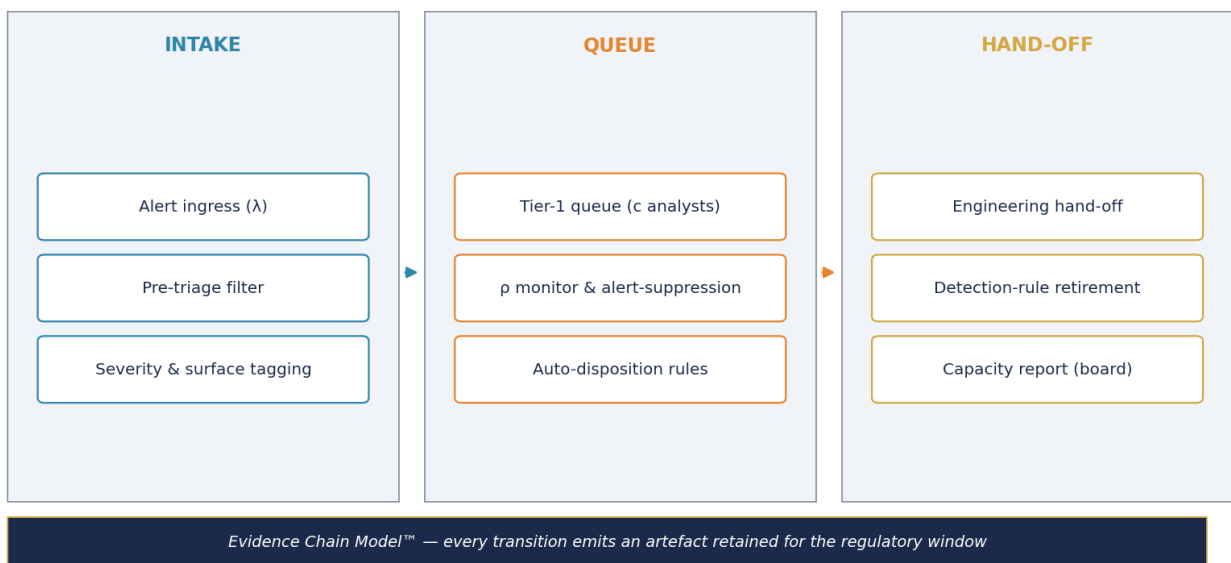 INTAKE
Alert ingress (λ)
Pre-triage filter
Severity & surface tagging
QUEUE
Tier-1 queue (c analysts)
ρ monitor & alert-suppression
Auto-disposition rules
HAND-OFF
Engineering hand-off
Detection-rule retirement
Capacity report (board)
Evidence Chain Model™ — every transition emits an artefact retained for the regulatory window